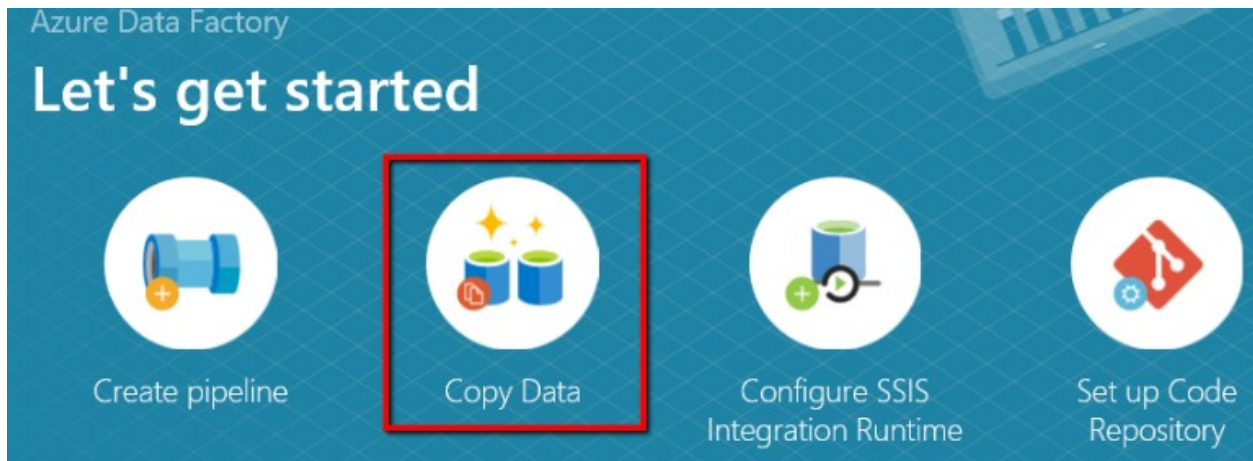 Azure Data Factory
Let's get started
Create pipeline
Copy Data
Configure SSIS
Integration Runtime
Set up Code
Repository